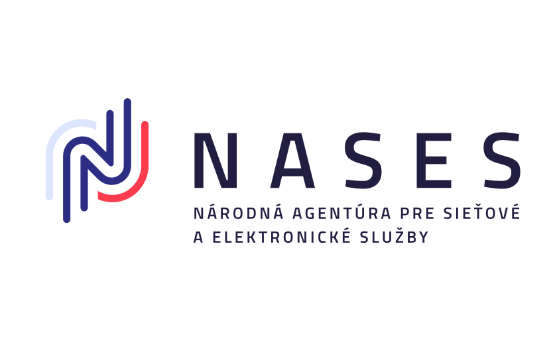 NASES
NÁRODNÁ AGENTÚRA PRE SIEŤOVÉ
A ELEKTRONICKÉ SLUŽBY